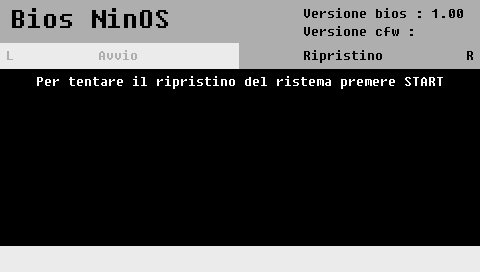 Bios NinOS
Versione bios : 1.00
Versione cfw :
L Avvio Ripristino R
Per tentare il ripristino del ristema premere START